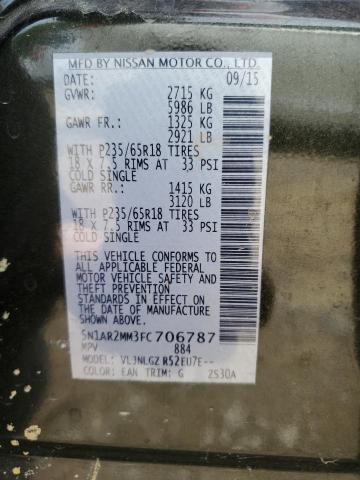 MFD BY NISSAN MOTOR CO., LTD.
DATE: 09/15
GVWR: 2715 KG
5986 LB
GAWR FR.: 1325 KG
2921 LB
WITH P235/65R18 TIRES
18 X 7.5 RIMS AT 33 PSI
COLD SINGLE
GAWR RR.: 1415 KG
3120 LB
WITH P235/65R18 TIRES
18 X 7.5 RIMS AT 33 PSI
COLD SINGLE
THIS VEHICLE CONFORMS TO
ALL APPLICABLE FEDERAL
MOTOR VEHICLE SAFETY
AND THEFT PREVENTION
STANDARDS IN EFFECT ON
THE DATE OF MANUFACTURE
SHOWN ABOVE.
5N1AR2MM3FC706787
MPV 884
MODEL: VLJNLGZ R52EU7E--
COLOR: EAN TRIM: G 2S30A